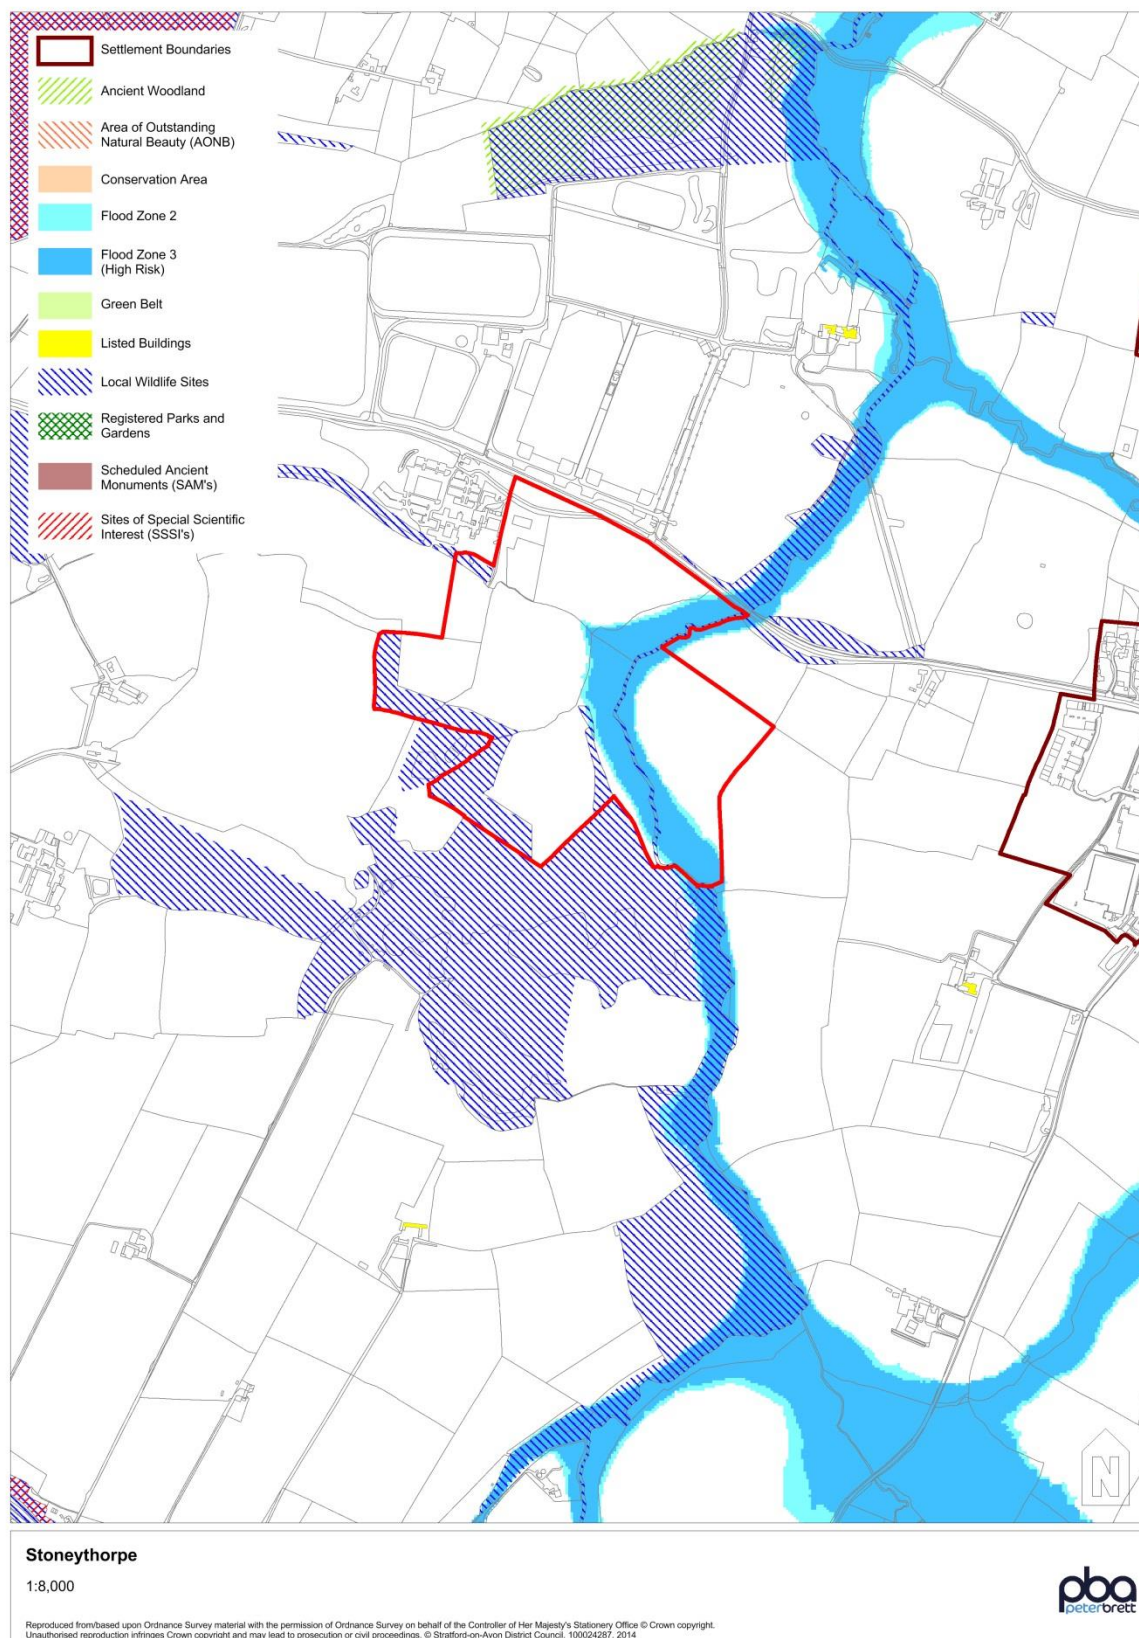 Settlement Boundaries
Ancient Woodland
Area of Outstanding
Natural Beauty (AONB)
Conservation Area
Flood Zone 2
Flood Zone 3
(High Risk)
Green Belt
Listed Buildings
Local Wildlife Sites
Registered Parks and
Gardens
Scheduled Ancient
Monuments (SAM's)
Sites of Special Scientific
Interest (SSSI's)
N
Stoneythorpe
1:8,000
pba
peterbrett
Reproduced from/based upon Ordnance Survey material with the permission of Ordnance Survey on behalf of the Controller of Her Majesty's Stationery Office © Crown copyright.
Unauthorised reproduction infringes Crown copyright and may lead to prosecution or civil proceedings. © Stratford-on-Avon District Council. 100024287. 2014